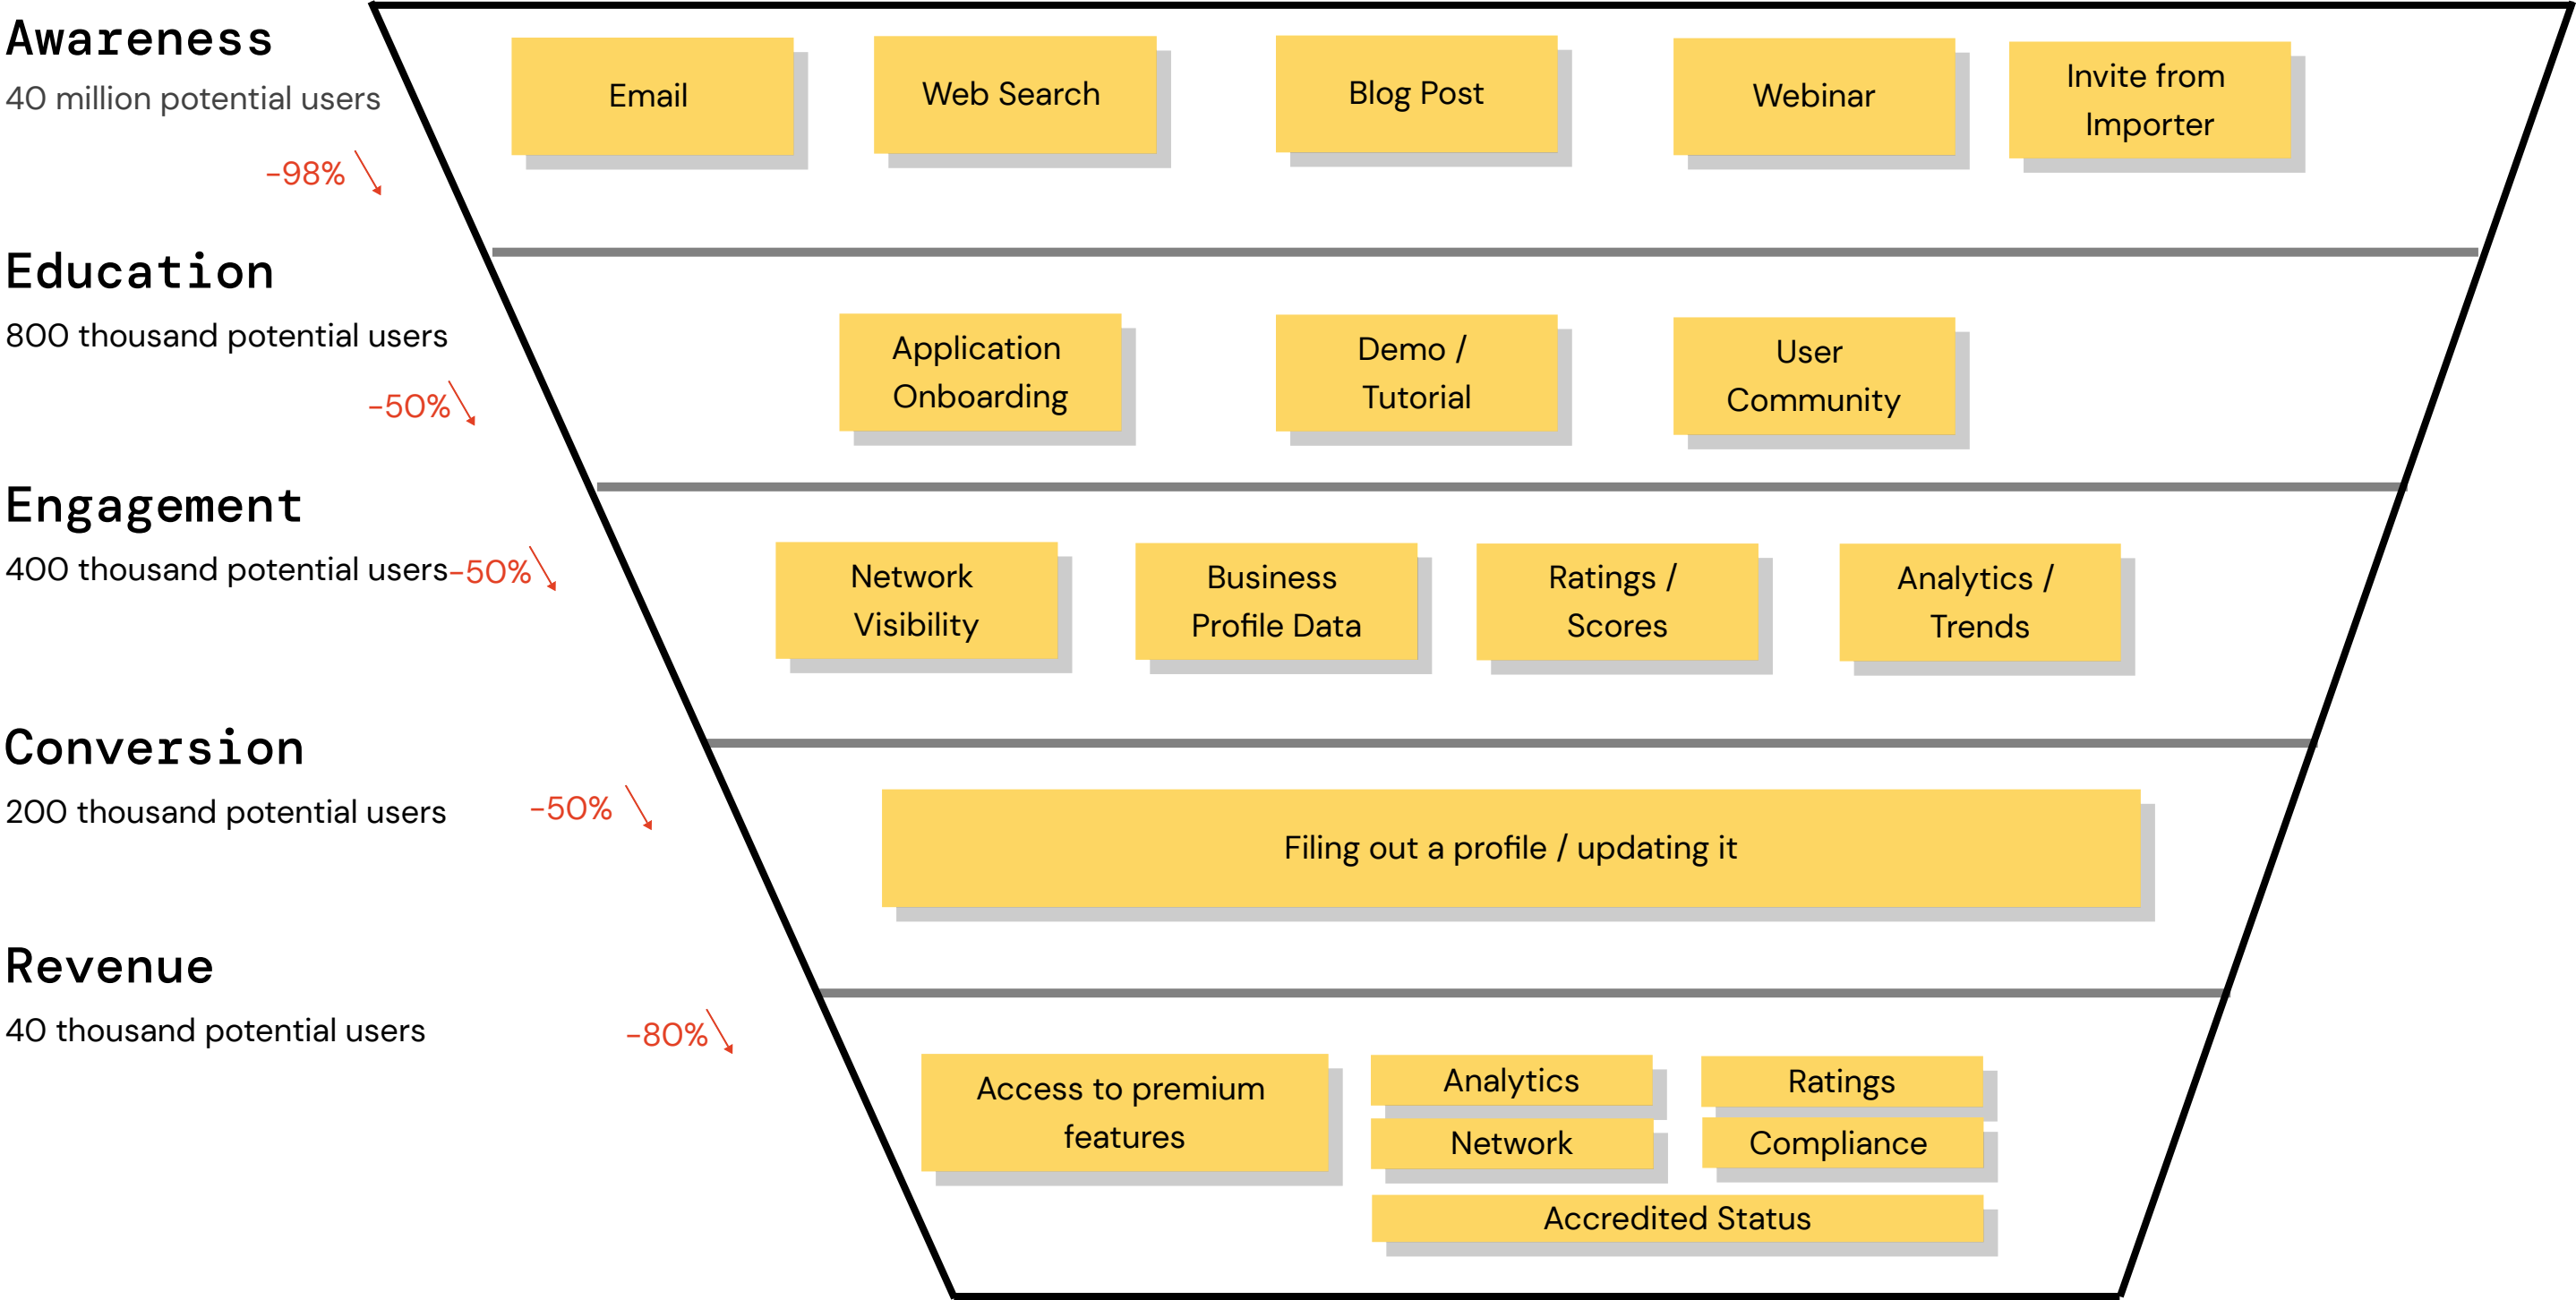 Awareness
40 million potential users
-98%
Email
Web Search
Blog Post
Webinar
Invite from
Importer
Education
800 thousand potential users
-50%
Application
Onboarding
Demo /
Tutorial
User
Community
Engagement
400 thousand potential users
-50%
Network
Visibility
Business
Profile Data
Ratings /
Scores
Analytics /
Trends
Conversion
200 thousand potential users
-50%
Filing out a profile / updating it
Revenue
40 thousand potential users
-80%
Access to premium
features
Analytics
Ratings
Network
Compliance
Accredited Status